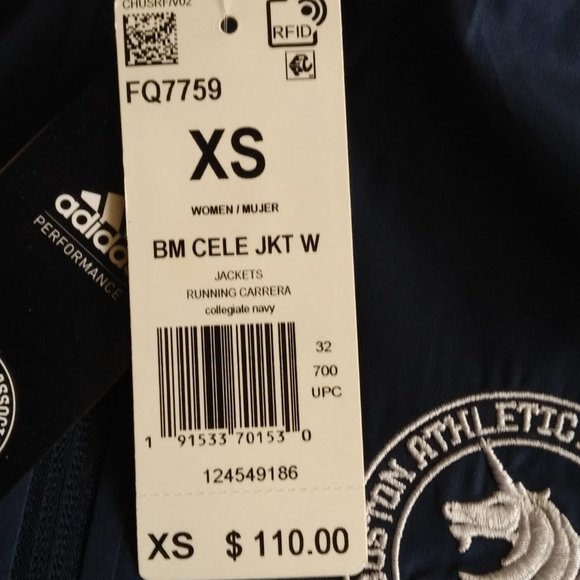 CHUSRF/V02
RFID
FQ7759
XS
WOMEN / MUJER
BM CELE JKT W
JACKETS
RUNNING CARRERA
collegiate navy
32
700
UPC
1 91533 70153 0
124549186
XS $ 110.00
adidas
PERFORMANCE
OSTON ATHLETIC